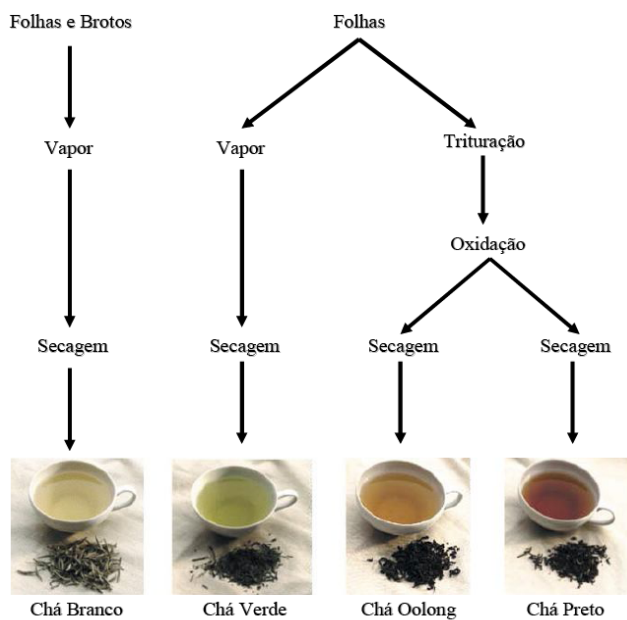 Folhas e Brotos
Folhas
Vapor
Vapor
Trituração
Oxidação
Secagem
Secagem
Secagem
Secagem
Chá Branco
Chá Verde
Chá Oolong
Chá Preto